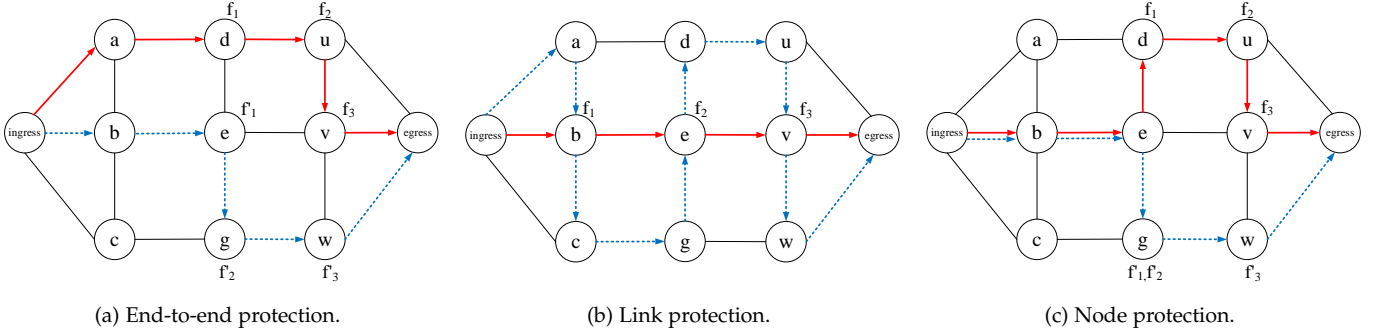 f₁ f₂
a d u
f'₁ f₃
ingress b e v egress
c g w
f'₂ f'₃
(a) End-to-end protection.
a d u
f₁ f₂ f₃
ingress b e v egress
c g w
(b) Link protection.
f₁ f₂
a d u
f₃
ingress b e v egress
c g w
f'₁,f'₂ f'₃
(c) Node protection.